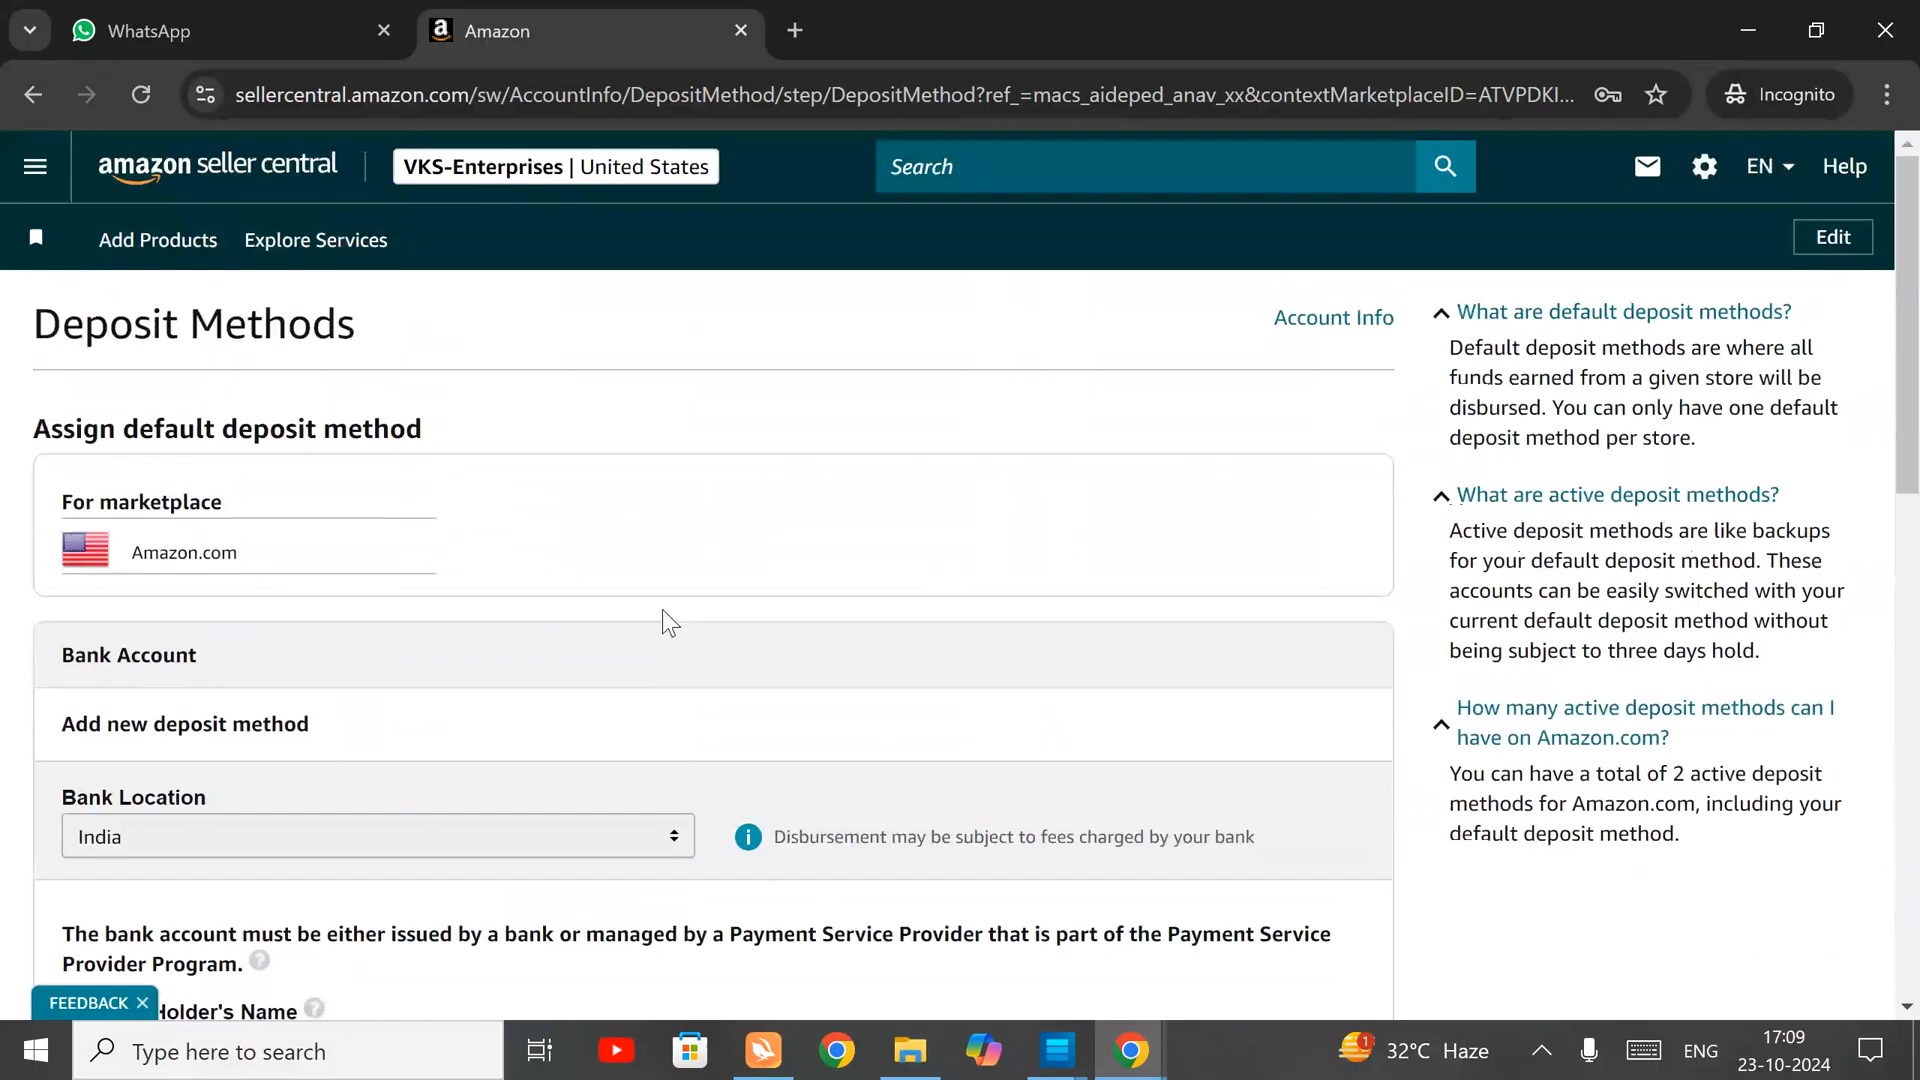 WhatsApp
Amazon
sellercentral.amazon.com/sw/AccountInfo/DepositMethod/step/DepositMethod?ref_=macs_aideped_anav_xx&contextMarketplaceID=ATVPDKI...
Incognito
amazon seller central
VKS-Enterprises | United States
Search
EN
Help
Add Products
Explore Services
Edit
Deposit Methods
Account Info
Assign default deposit method
For marketplace
Amazon.com
Bank Account
Add new deposit method
Bank Location
India
Disbursement may be subject to fees charged by your bank
The bank account must be either issued by a bank or managed by a Payment Service
Provider that is part of the Payment Service
Provider Program.
FEEDBACK
Holder's Name
What are default deposit methods?
Default deposit methods are where all
funds earned from a given store will be
disbursed. You can only have one default
deposit method per store.
What are active deposit methods?
Active deposit methods are like backups
for your default deposit method. These
accounts can be easily switched with your
current default deposit method without
being subject to three days hold.
How many active deposit methods can I
have on Amazon.com?
You can have a total of 2 active deposit
methods for Amazon.com, including your
default deposit method.
Type here to search
1
32°C Haze
ENG
17:09
23-10-2024